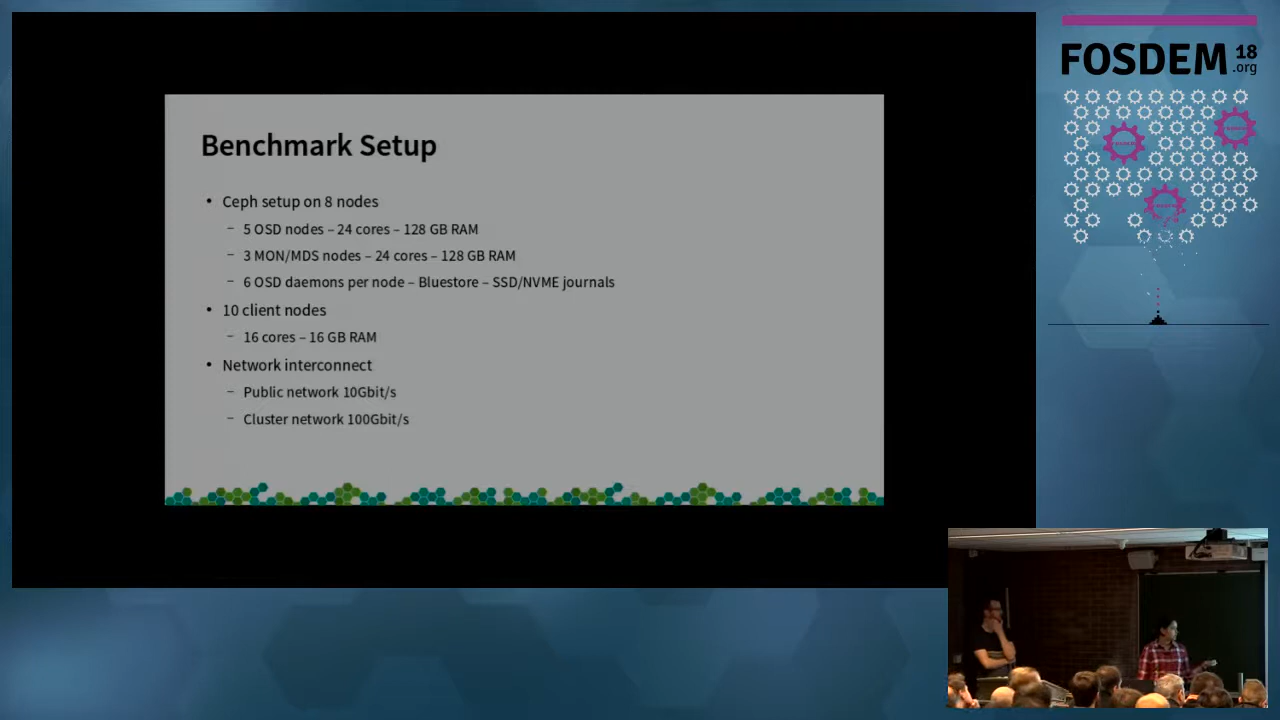 Benchmark Setup
• Ceph setup on 8 nodes
– 5 OSD nodes – 24 cores – 128 GB RAM
– 3 MON/MDS nodes – 24 cores – 128 GB RAM
– 6 OSD daemons per node – Bluestore – SSD/NVME journals
• 10 client nodes
– 16 cores – 16 GB RAM
• Network interconnect
– Public network 10Gbit/s
– Cluster network 100Gbit/s
FOSDEM 18
.org